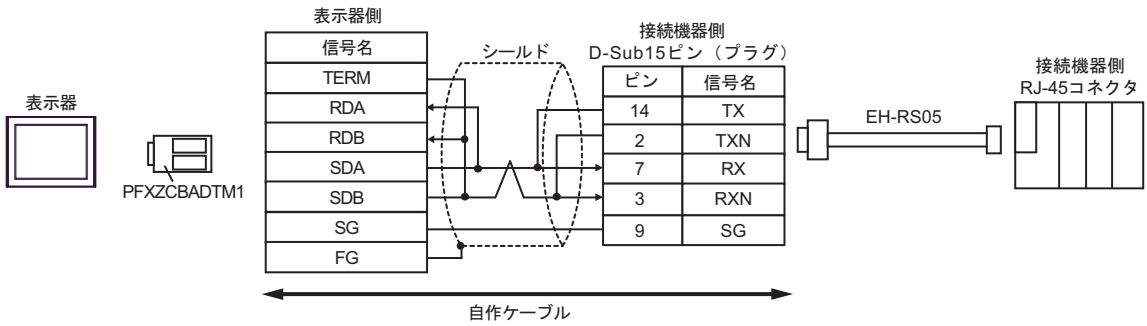 表示器
PFXZCBADTM1
表示器側
信号名
TERM
RDA
RDB
SDA
SDB
SG
FG
シールド
接続機器側
D-Sub15ピン（プラグ）
ピン 信号名
14 TX
2 TXN
7 RX
3 RXN
9 SG
EH-RS05
接続機器側
RJ-45コネクタ
自作ケーブル